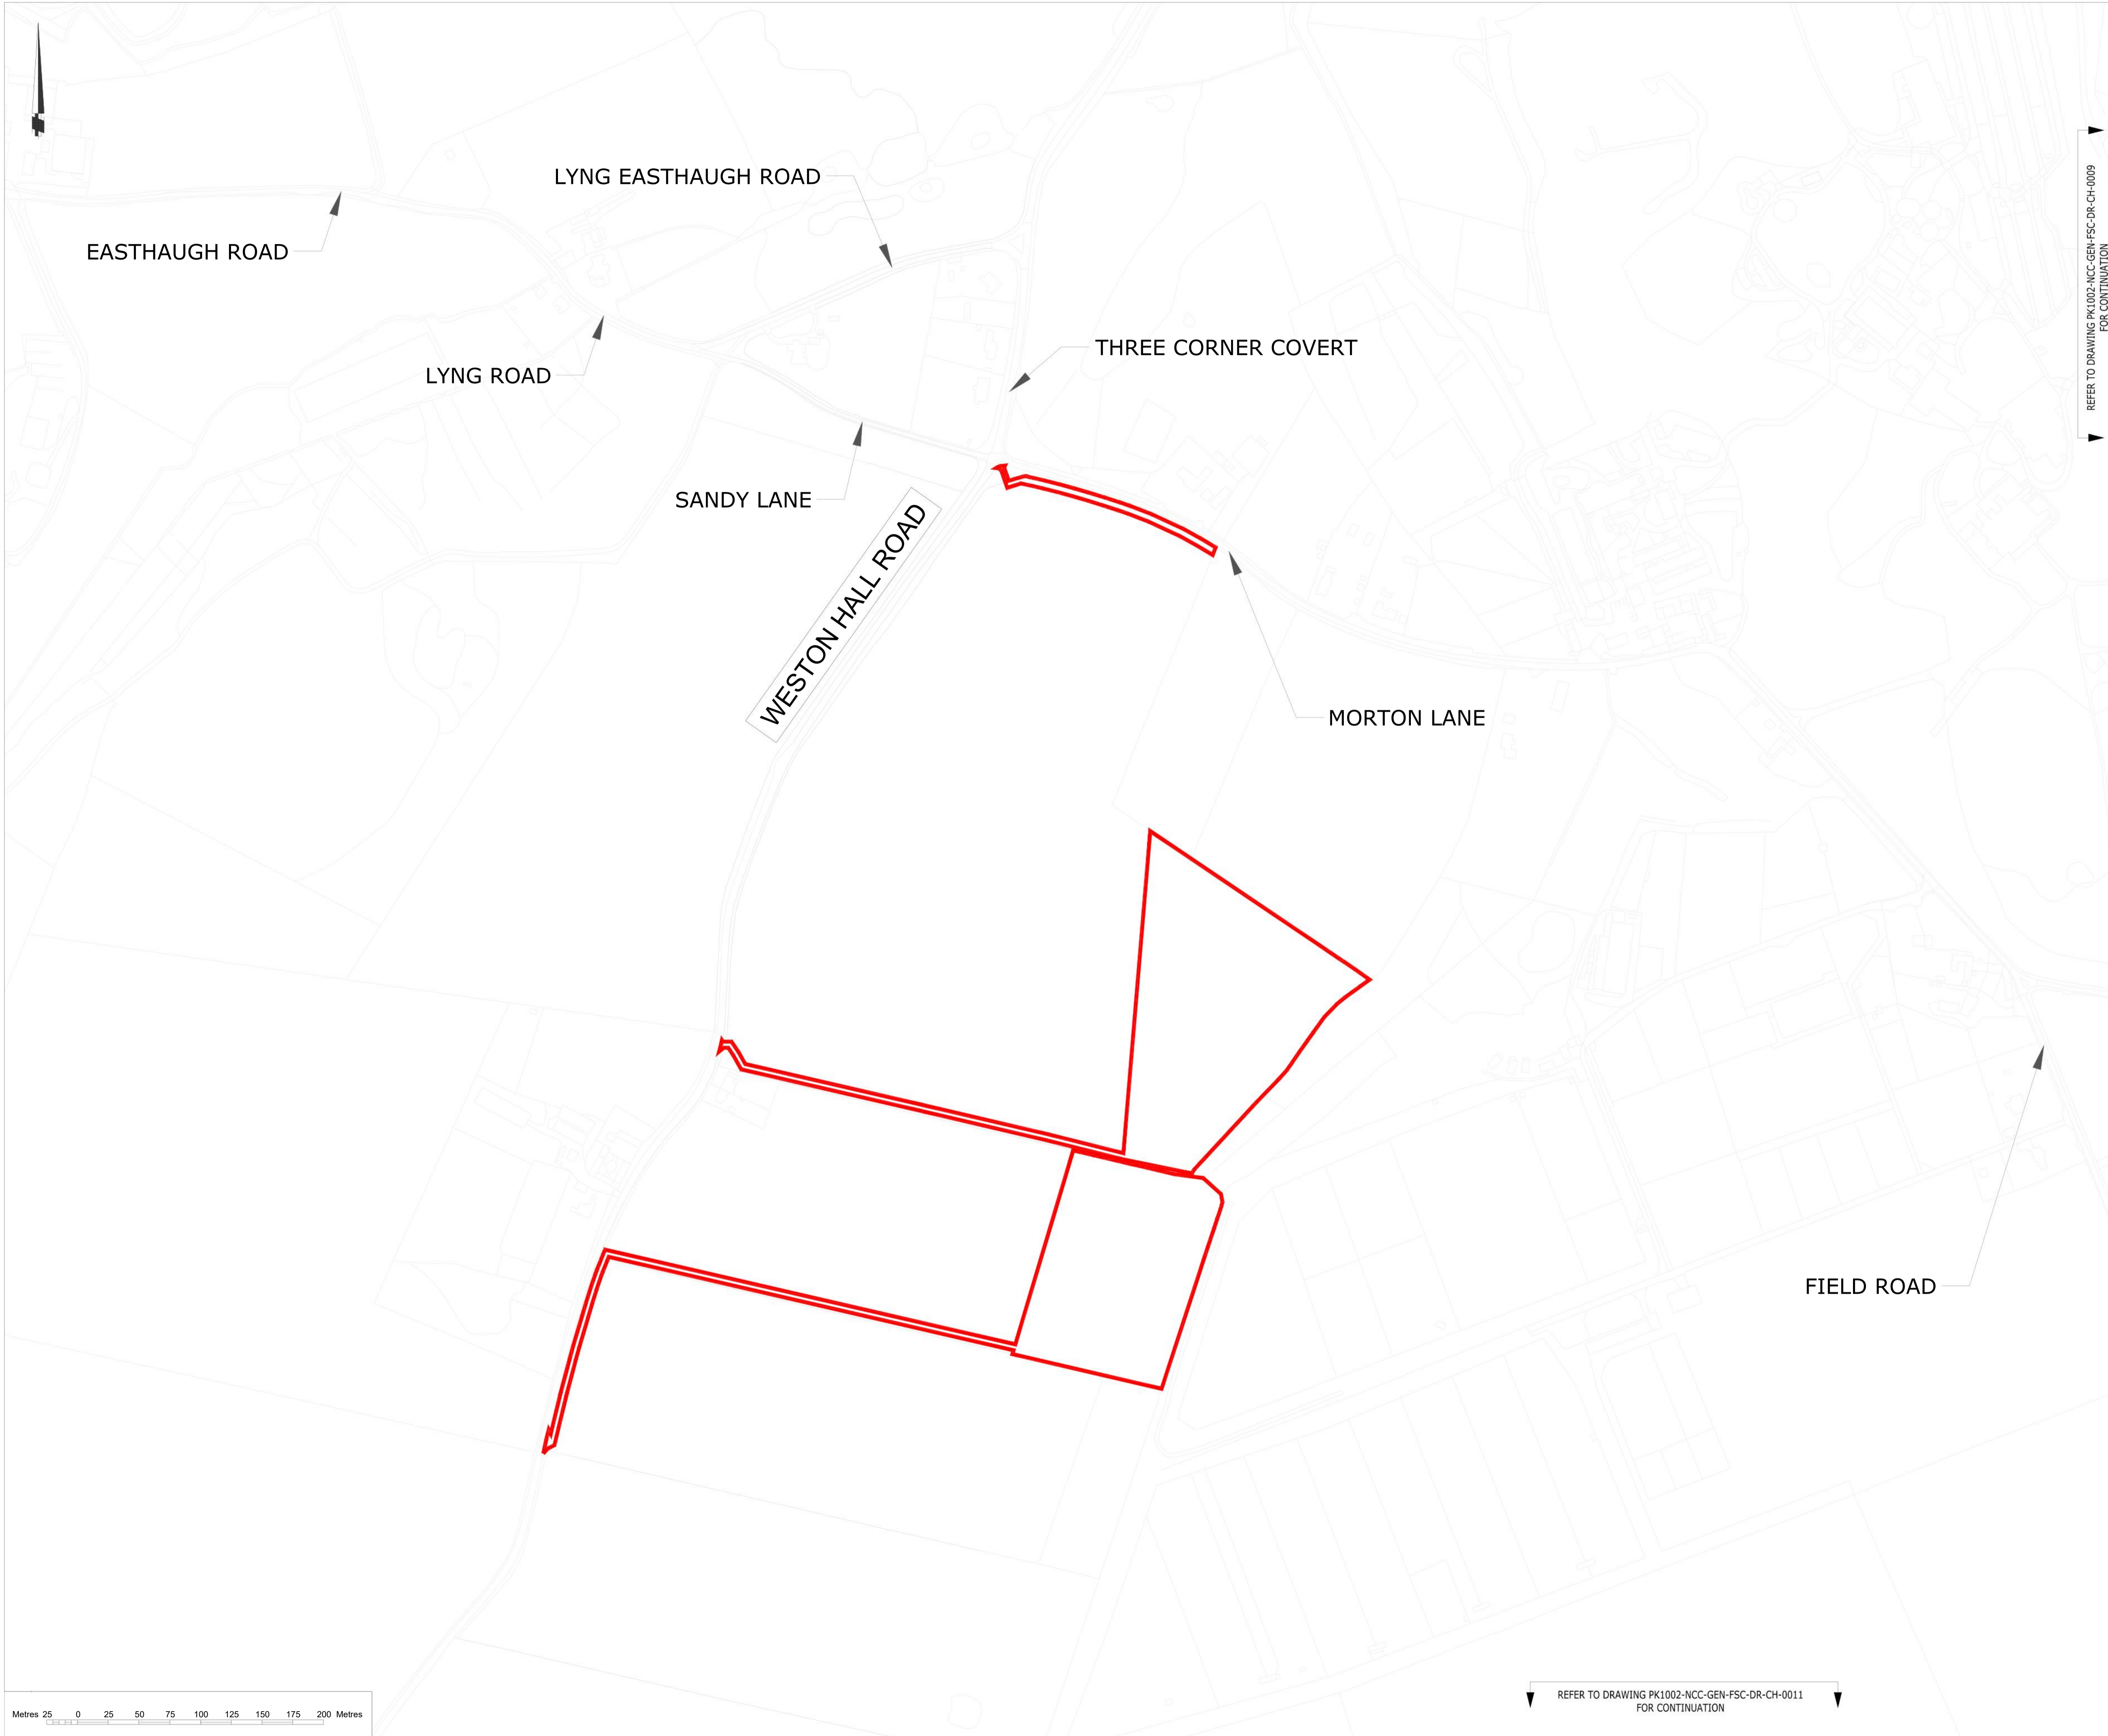 LYNG EASTHAUGH ROAD
EASTHAUGH ROAD
THREE CORNER COVERT
LYNG ROAD
SANDY LANE
WESTON HALL ROAD
MORTON LANE
FIELD ROAD
REFER TO DRAWING PK1002-NCC-GEN-FSC-DR-CH-0009
FOR CONTINUATION
REFER TO DRAWING PK1002-NCC-GEN-FSC-DR-CH-0011
FOR CONTINUATION
Metres 25 0 25 50 75 100 125 150 175 200 Metres